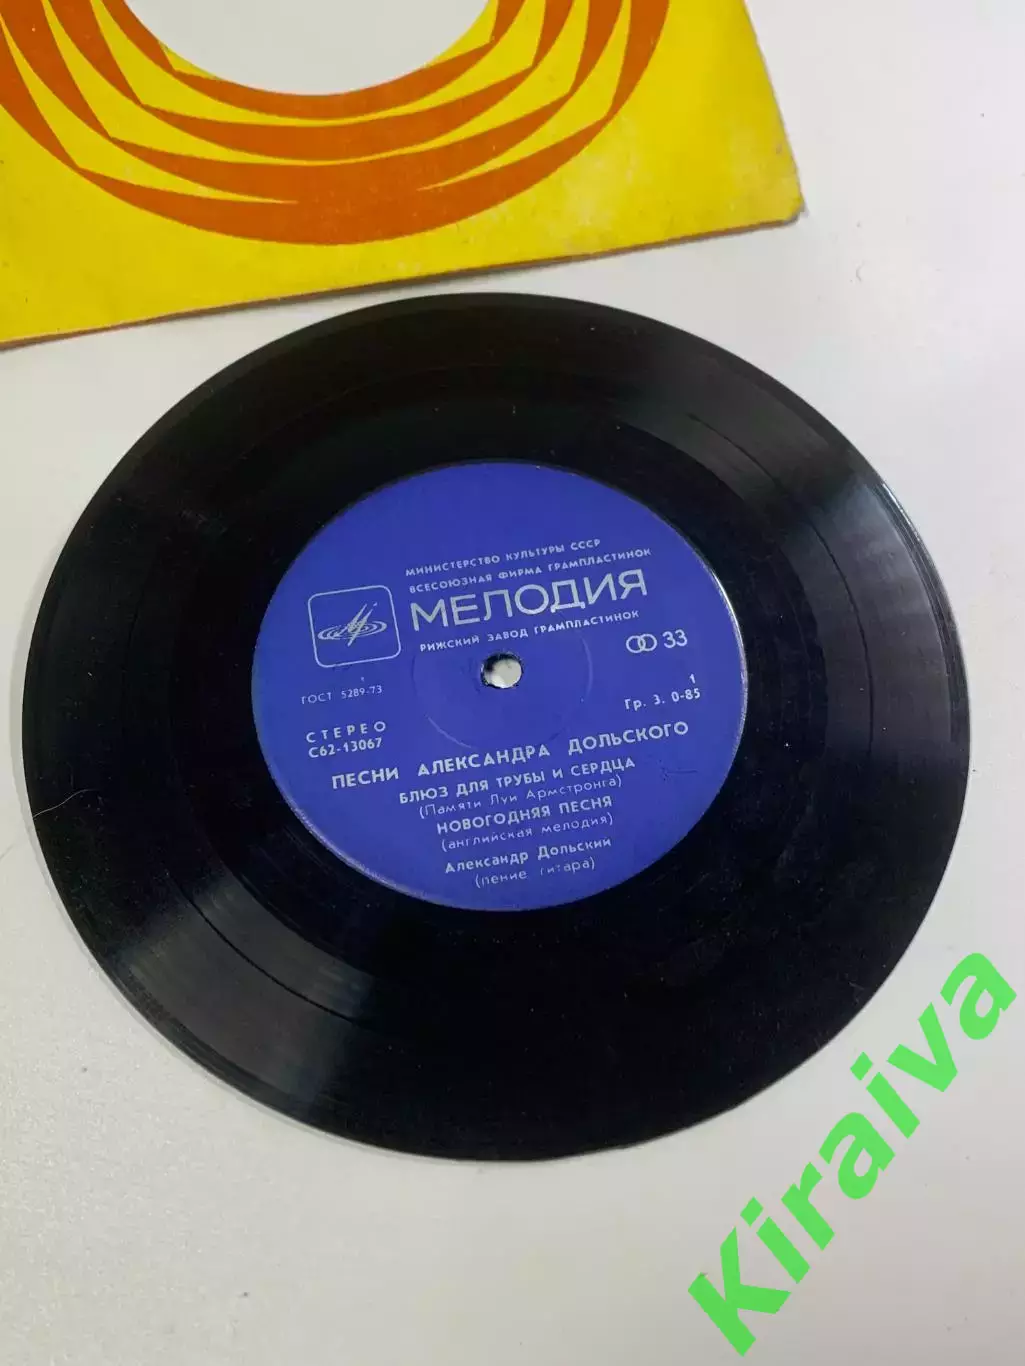 МИНИСТЕРСТВО КУЛЬТУРЫ СССР
ВСЕСОЮЗНАЯ ФИРМА ГРАМПЛАСТИНОК
МЕЛОДИЯ
РИЖСКИЙ ЗАВОД ГРАМПЛАСТИНОК
33
ГОСТ 5289-73
1
Гр. 3. 0-85
СТЕРЕО
С62-13067
ПЕСНИ АЛЕКСАНДРА ДОЛЬСКОГО
БЛЮЗ ДЛЯ ТРУБЫ И СЕРДЦА
(Памяти Луи Армстронга)
НОВОГОДНЯЯ ПЕСНЯ
(английская мелодия)
Александр Дольский
(пение, гитара)
Kiraiva